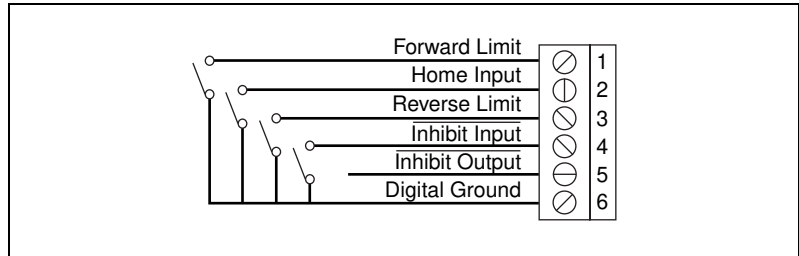 Forward Limit 1
Home Input 2
Reverse Limit 3
Inhibit Input 4
Inhibit Output 5
Digital Ground 6